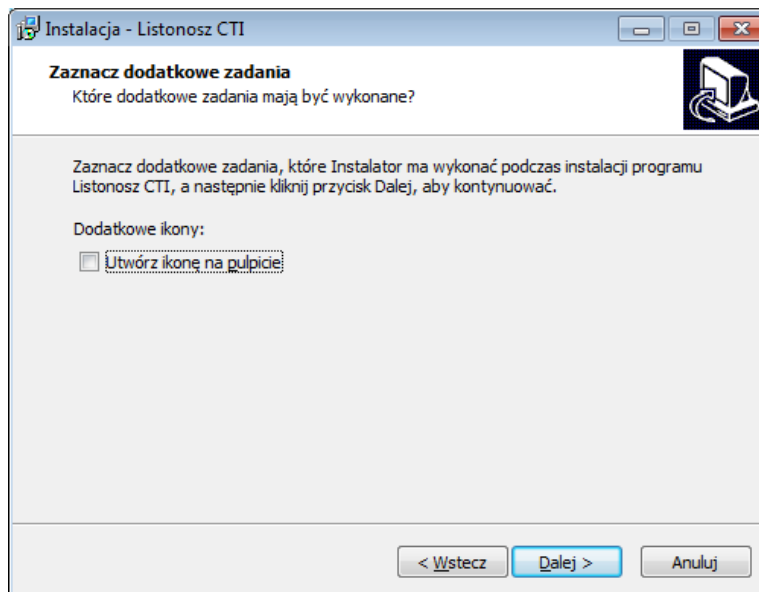 Instalacja - Listonosz CTI
Zaznacz dodatkowe zadania
Które dodatkowe zadania mają być wykonane?
Zaznacz dodatkowe zadania, które Instalator ma wykonać podczas instalacji programu
Listonosz CTI, a następnie kliknij przycisk Dalej, aby kontynuować.
Dodatkowe ikony:
Utwórz ikonę na pulpicie
< Wstecz
Dalej >
Anuluj